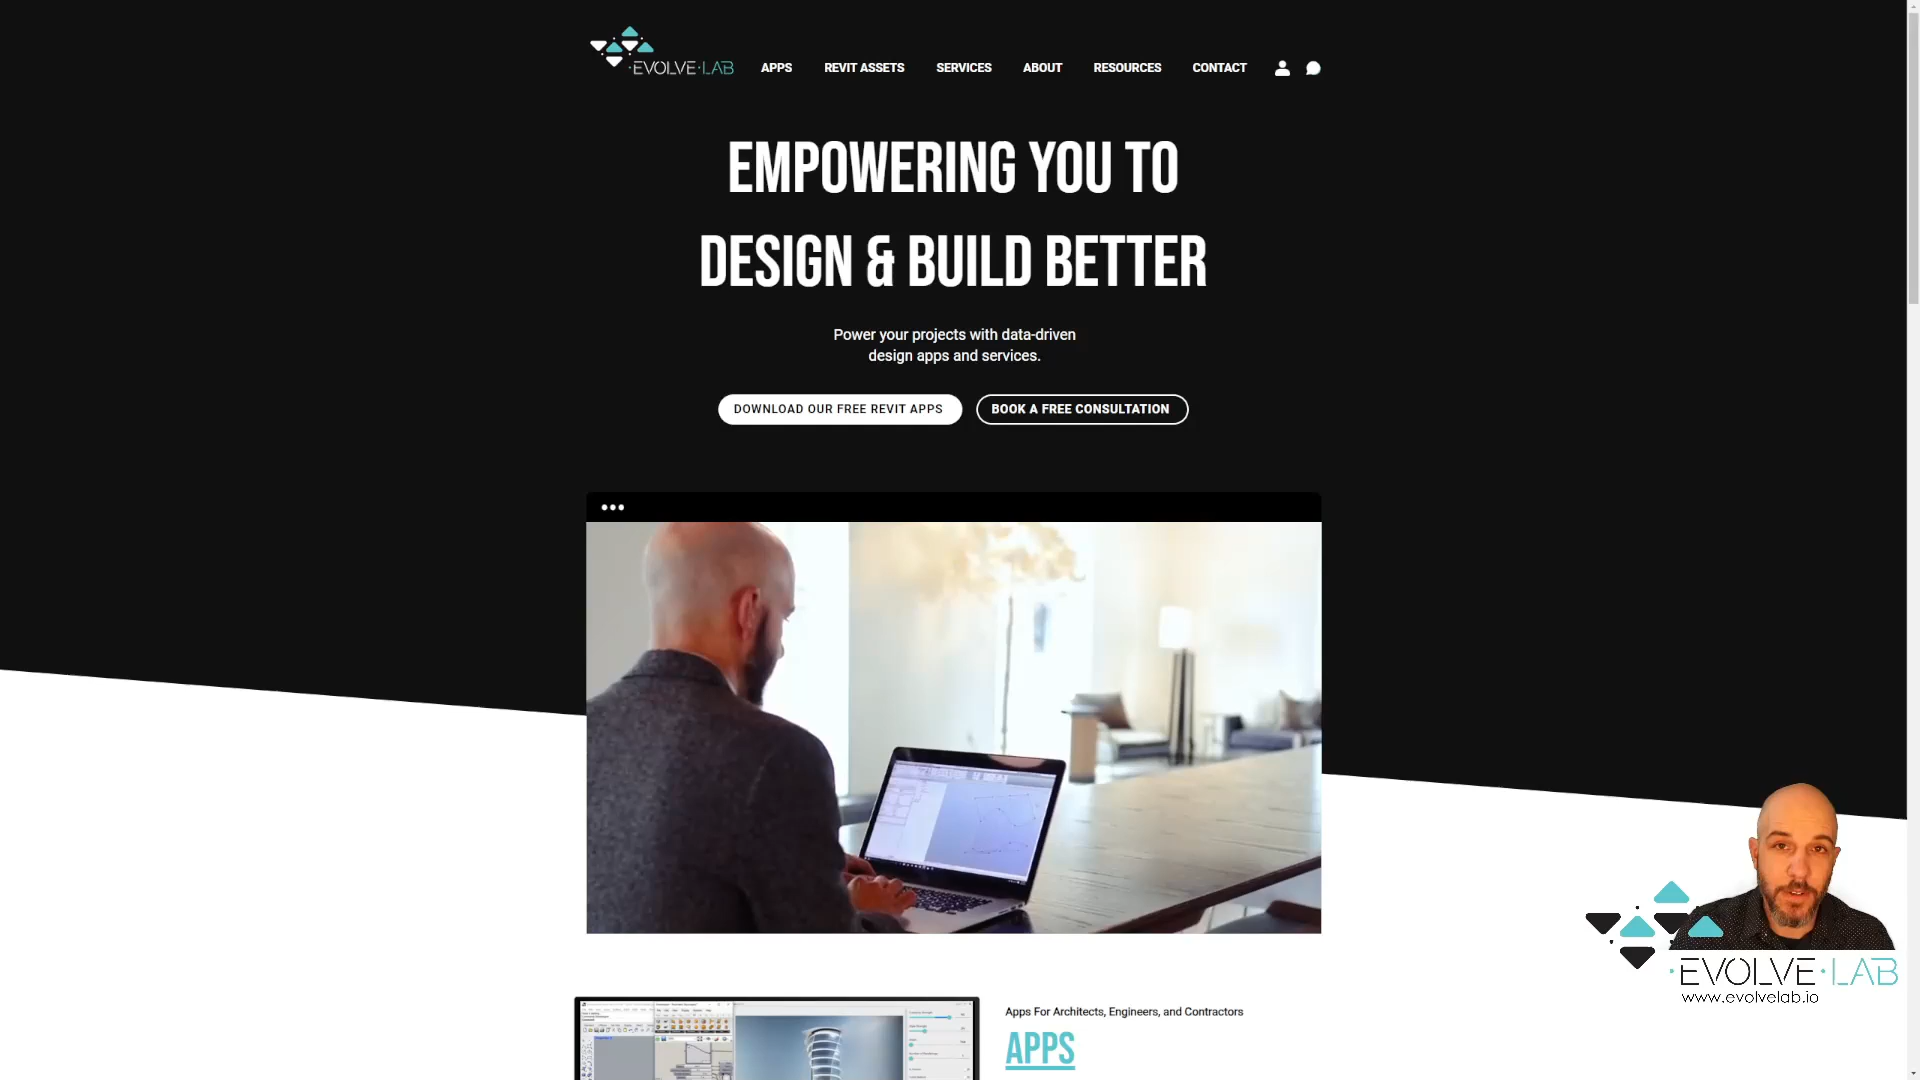 EVOLVE LAB
APPS
REVIT ASSETS
SERVICES
ABOUT
RESOURCES
CONTACT
EMPOWERING YOU TO
DESIGN & BUILD BETTER
Power your projects with data-driven
design apps and services.
DOWNLOAD OUR FREE REVIT APPS
BOOK A FREE CONSULTATION
EVOLVE LAB
www.evolvelab.io
Apps For Architects, Engineers, and Contractors
APPS